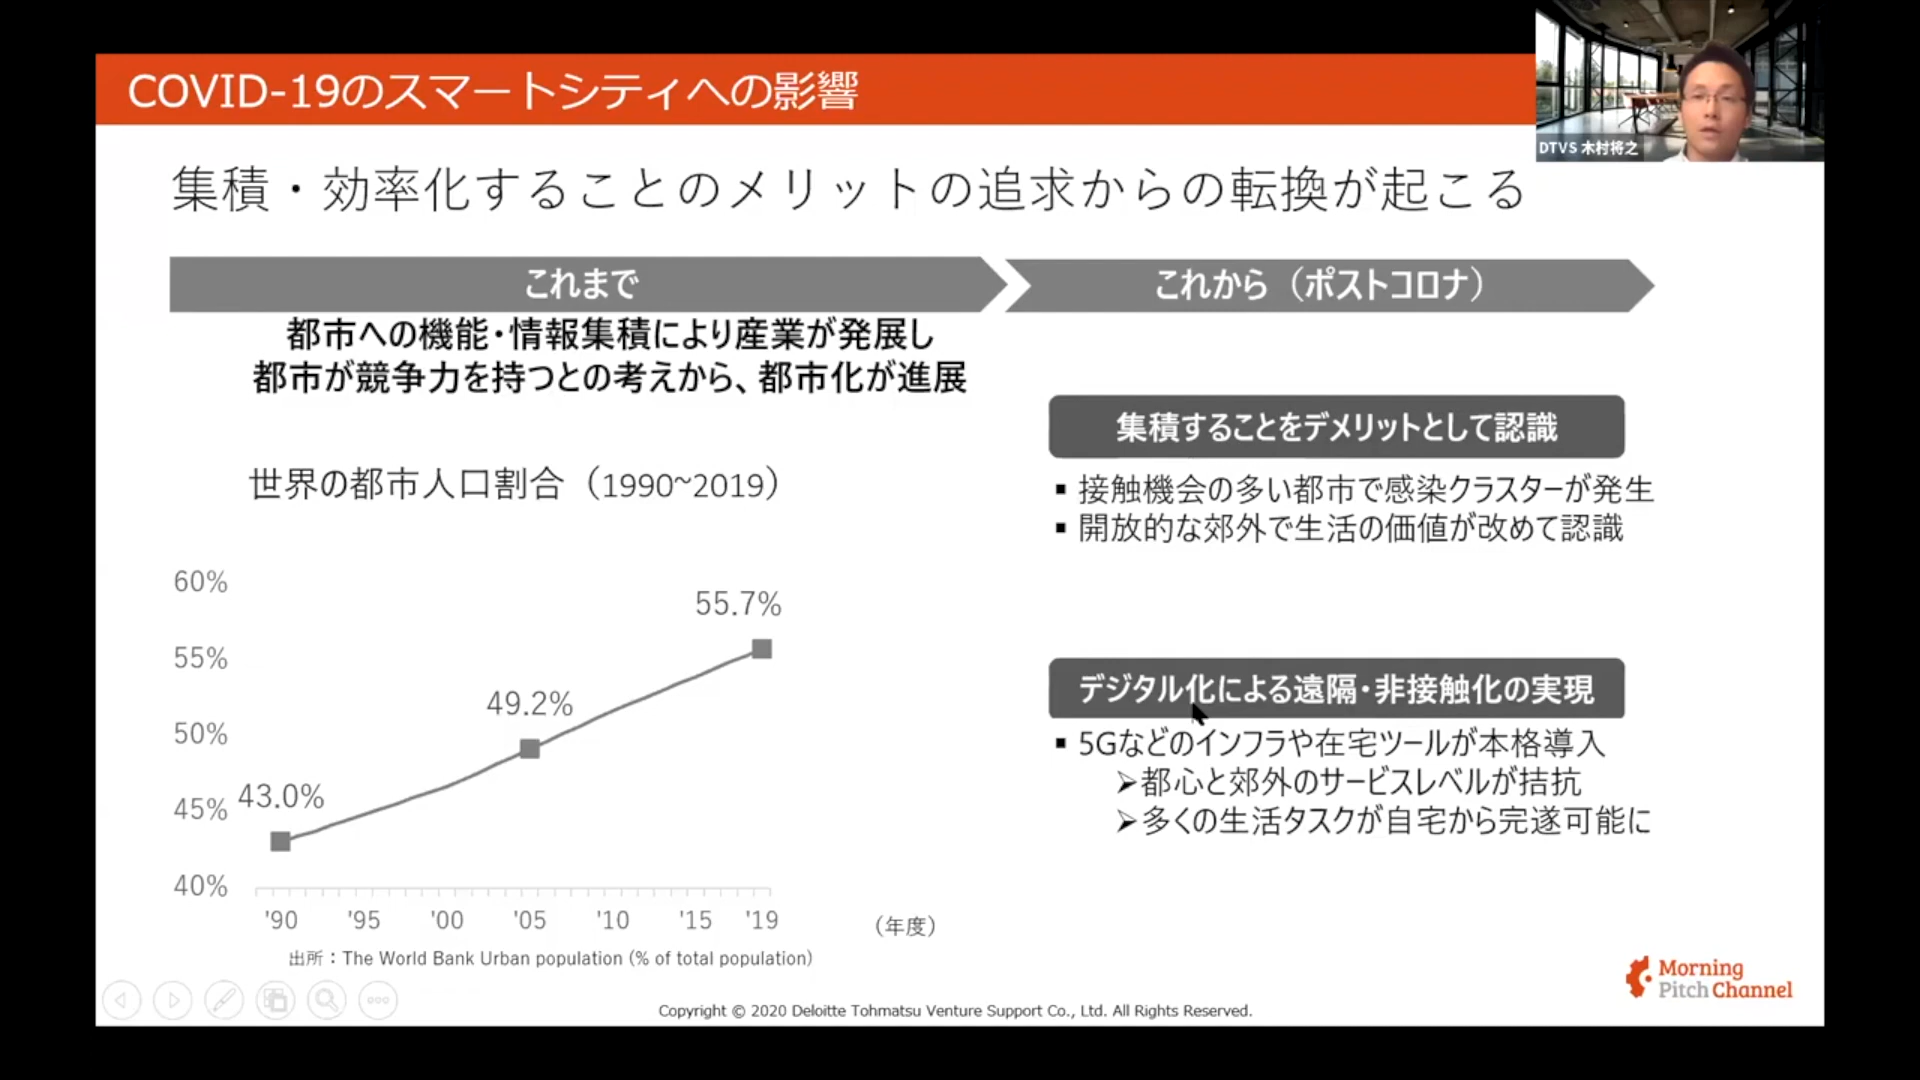 COVID-19のスマートシティへの影響
DTVS 木村将之
集積・効率化することのメリットの追求からの転換が起こる
これまで
これから（ポストコロナ）
都市への機能・情報集積により産業が発展し
都市が競争力を持つとの考えから、都市化が進展
世界の都市人口割合（1990~2019）
60%
55%
50%
45%
40%
43.0%
49.2%
55.7%
'90 '95 '00 '05 '10 '15 '19
（年度）
出所：The World Bank Urban population (% of total population)
集積することをデメリットとして認識
▪ 接触機会の多い都市で感染クラスターが発生
▪ 開放的な郊外で生活の価値が改めて認識
デジタル化による遠隔・非接触化の実現
▪ 5Gなどのインフラや在宅ツールが本格導入
➢都心と郊外のサービスレベルが拮抗
➢多くの生活タスクが自宅から完遂可能に
Morning
Pitch Channel
Copyright © 2020 Deloitte Tohmatsu Venture Support Co., Ltd. All Rights Reserved.